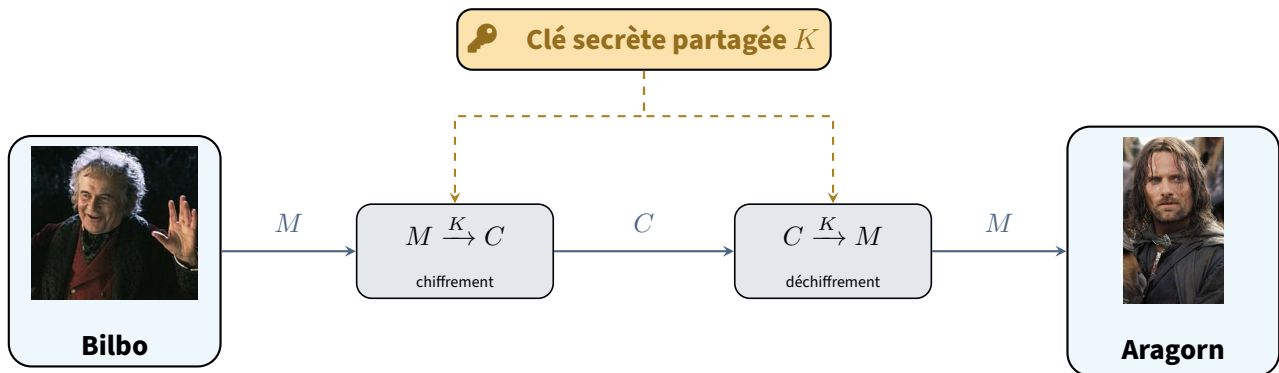 Clé secrète partagée K
M
M K→ C
chiffrement
C
C K→ M
déchiffrement
M
Bilbo
Aragorn